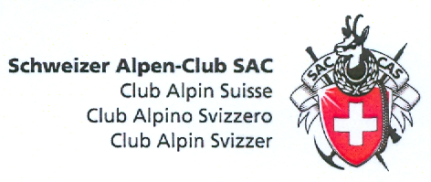 Schweizer Alpen-Club SAC
Club Alpin Suisse
Club Alpino Svizzero
Club Alpin Svizzer
SAC CAS